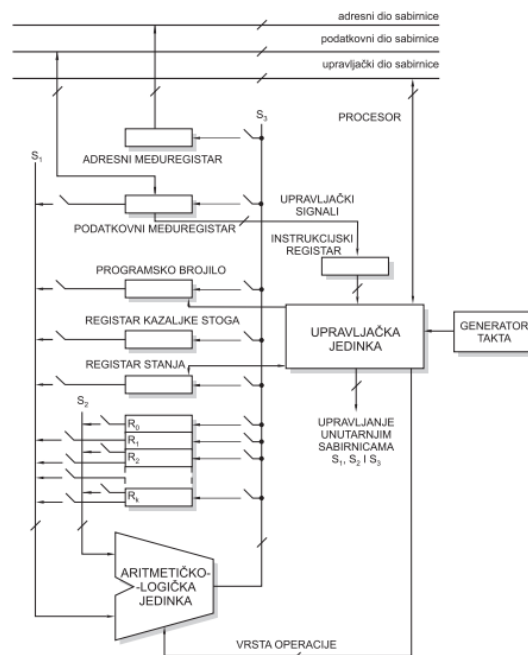 adresni dio sabirnice
podatkovni dio sabirnice
upravljački dio sabirnice
S3
PROCESOR
S1
ADRESNI MEĐUREGISTAR
UPRAVLJAČKI
SIGNALI
PODATKOVNI MEĐUREGISTAR
INSTRUKCIJSKI
REGISTAR
PROGRAMSKO BROJILO
REGISTAR KAZALJKE STOGA
UPRAVLJAČKA
JEDINKA
GENERATOR
TAKTA
REGISTAR STANJA
S2
R0
R1
R2
Rk
UPRAVLJANJE
UNUTARNJIM
SABIRNICAMA
S1, S2 I S3
ARITMETIČKO-
-LOGIČKA
JEDINKA
VRSTA OPERACIJE